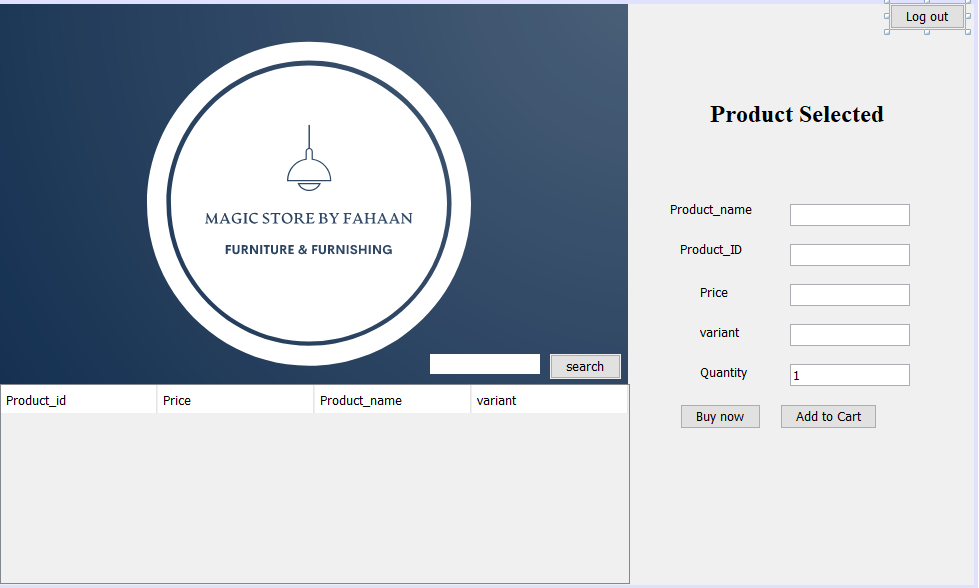 Log out
MAGIC STORE BY FAHAAN
FURNITURE & FURNISHING
search
Product_id Price Product_name variant
Product Selected
Product_name
Product_ID
Price
variant
Quantity 1
Buy now Add to Cart